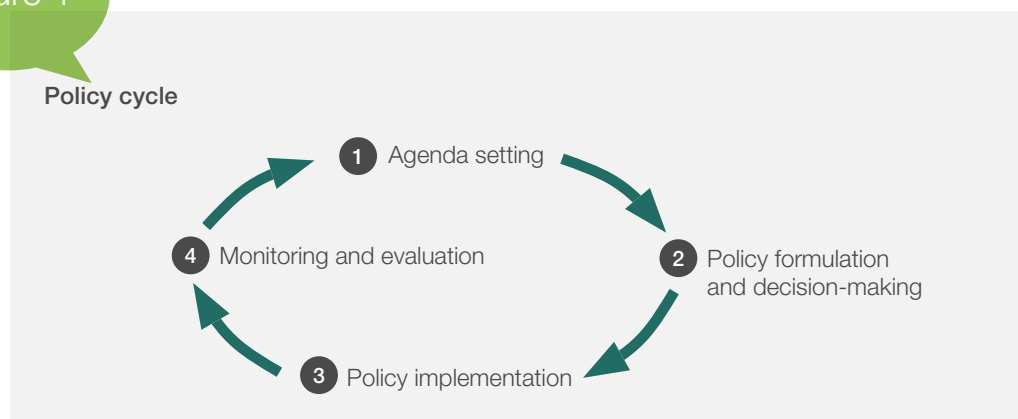 Policy cycle
1 Agenda setting
2 Policy formulation
and decision-making
3 Policy implementation
4 Monitoring and evaluation